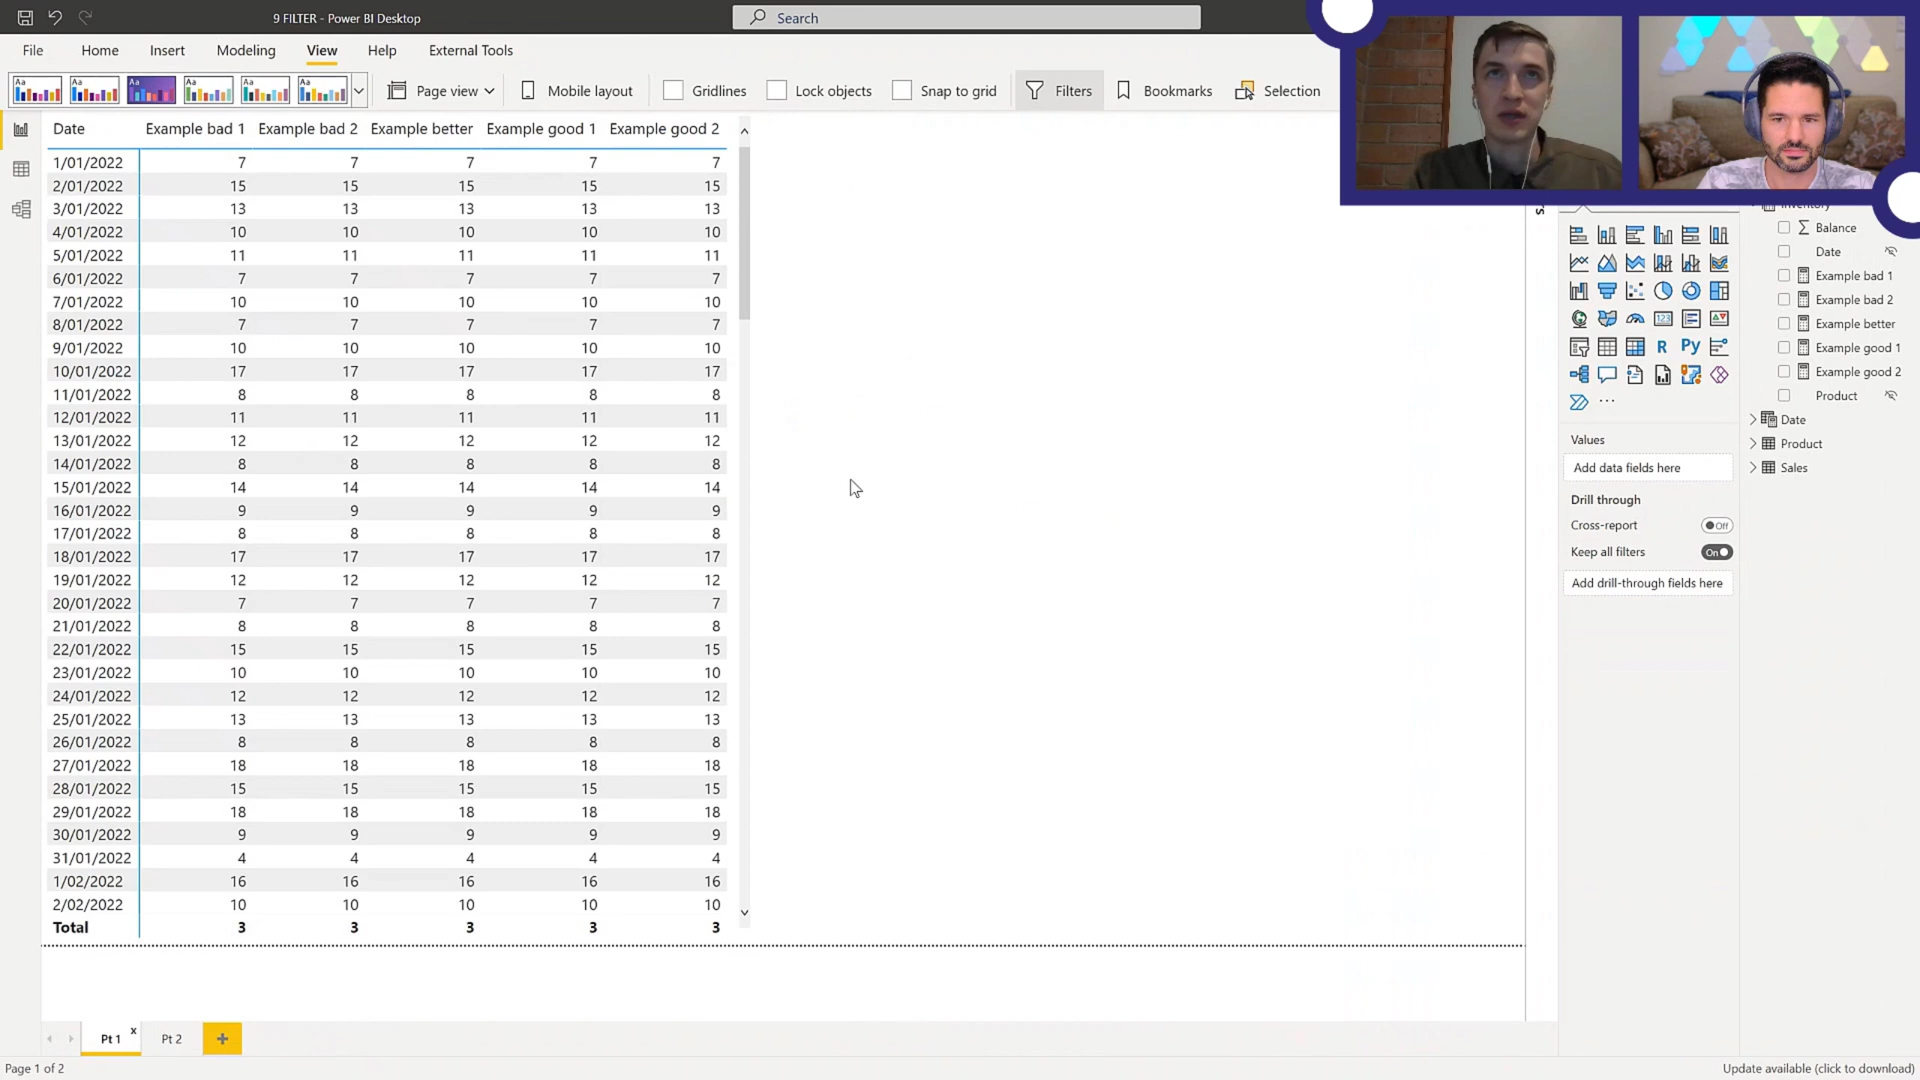 9 FILTER - Power BI Desktop
Search
File Home Insert Modeling View Help External Tools
Aa Aa Aa Aa Aa Aa
Page view Mobile layout Gridlines Lock objects Snap to grid Filters Bookmarks Selection
Date Example bad 1 Example bad 2 Example better Example good 1 Example good 2
1/01/2022 7 7 7 7 7
2/01/2022 15 15 15 15 15
3/01/2022 13 13 13 13 13
4/01/2022 10 10 10 10 10
5/01/2022 11 11 11 11 11
6/01/2022 7 7 7 7 7
7/01/2022 10 10 10 10 10
8/01/2022 7 7 7 7 7
9/01/2022 10 10 10 10 10
10/01/2022 17 17 17 17 17
11/01/2022 8 8 8 8 8
12/01/2022 11 11 11 11 11
13/01/2022 12 12 12 12 12
14/01/2022 8 8 8 8 8
15/01/2022 14 14 14 14 14
16/01/2022 9 9 9 9 9
17/01/2022 8 8 8 8 8
18/01/2022 17 17 17 17 17
19/01/2022 12 12 12 12 12
20/01/2022 7 7 7 7 7
21/01/2022 8 8 8 8 8
22/01/2022 15 15 15 15 15
23/01/2022 10 10 10 10 10
24/01/2022 12 12 12 12 12
25/01/2022 13 13 13 13 13
26/01/2022 8 8 8 8 8
27/01/2022 18 18 18 18 18
28/01/2022 15 15 15 15 15
29/01/2022 18 18 18 18 18
30/01/2022 9 9 9 9 9
31/01/2022 4 4 4 4 4
1/02/2022 16 16 16 16 16
2/02/2022 10 10 10 10 10
Total 3 3 3 3 3
R Py
123
Values
Add data fields here
Drill through
Cross-report Off
Keep all filters On
Add drill-through fields here
Inventory
Σ Balance
Date
Example bad 1
Example bad 2
Example better
Example good 1
Example good 2
Product
Date
Product
Sales
Pt 1 x Pt 2 +
Page 1 of 2
Update available (click to download)